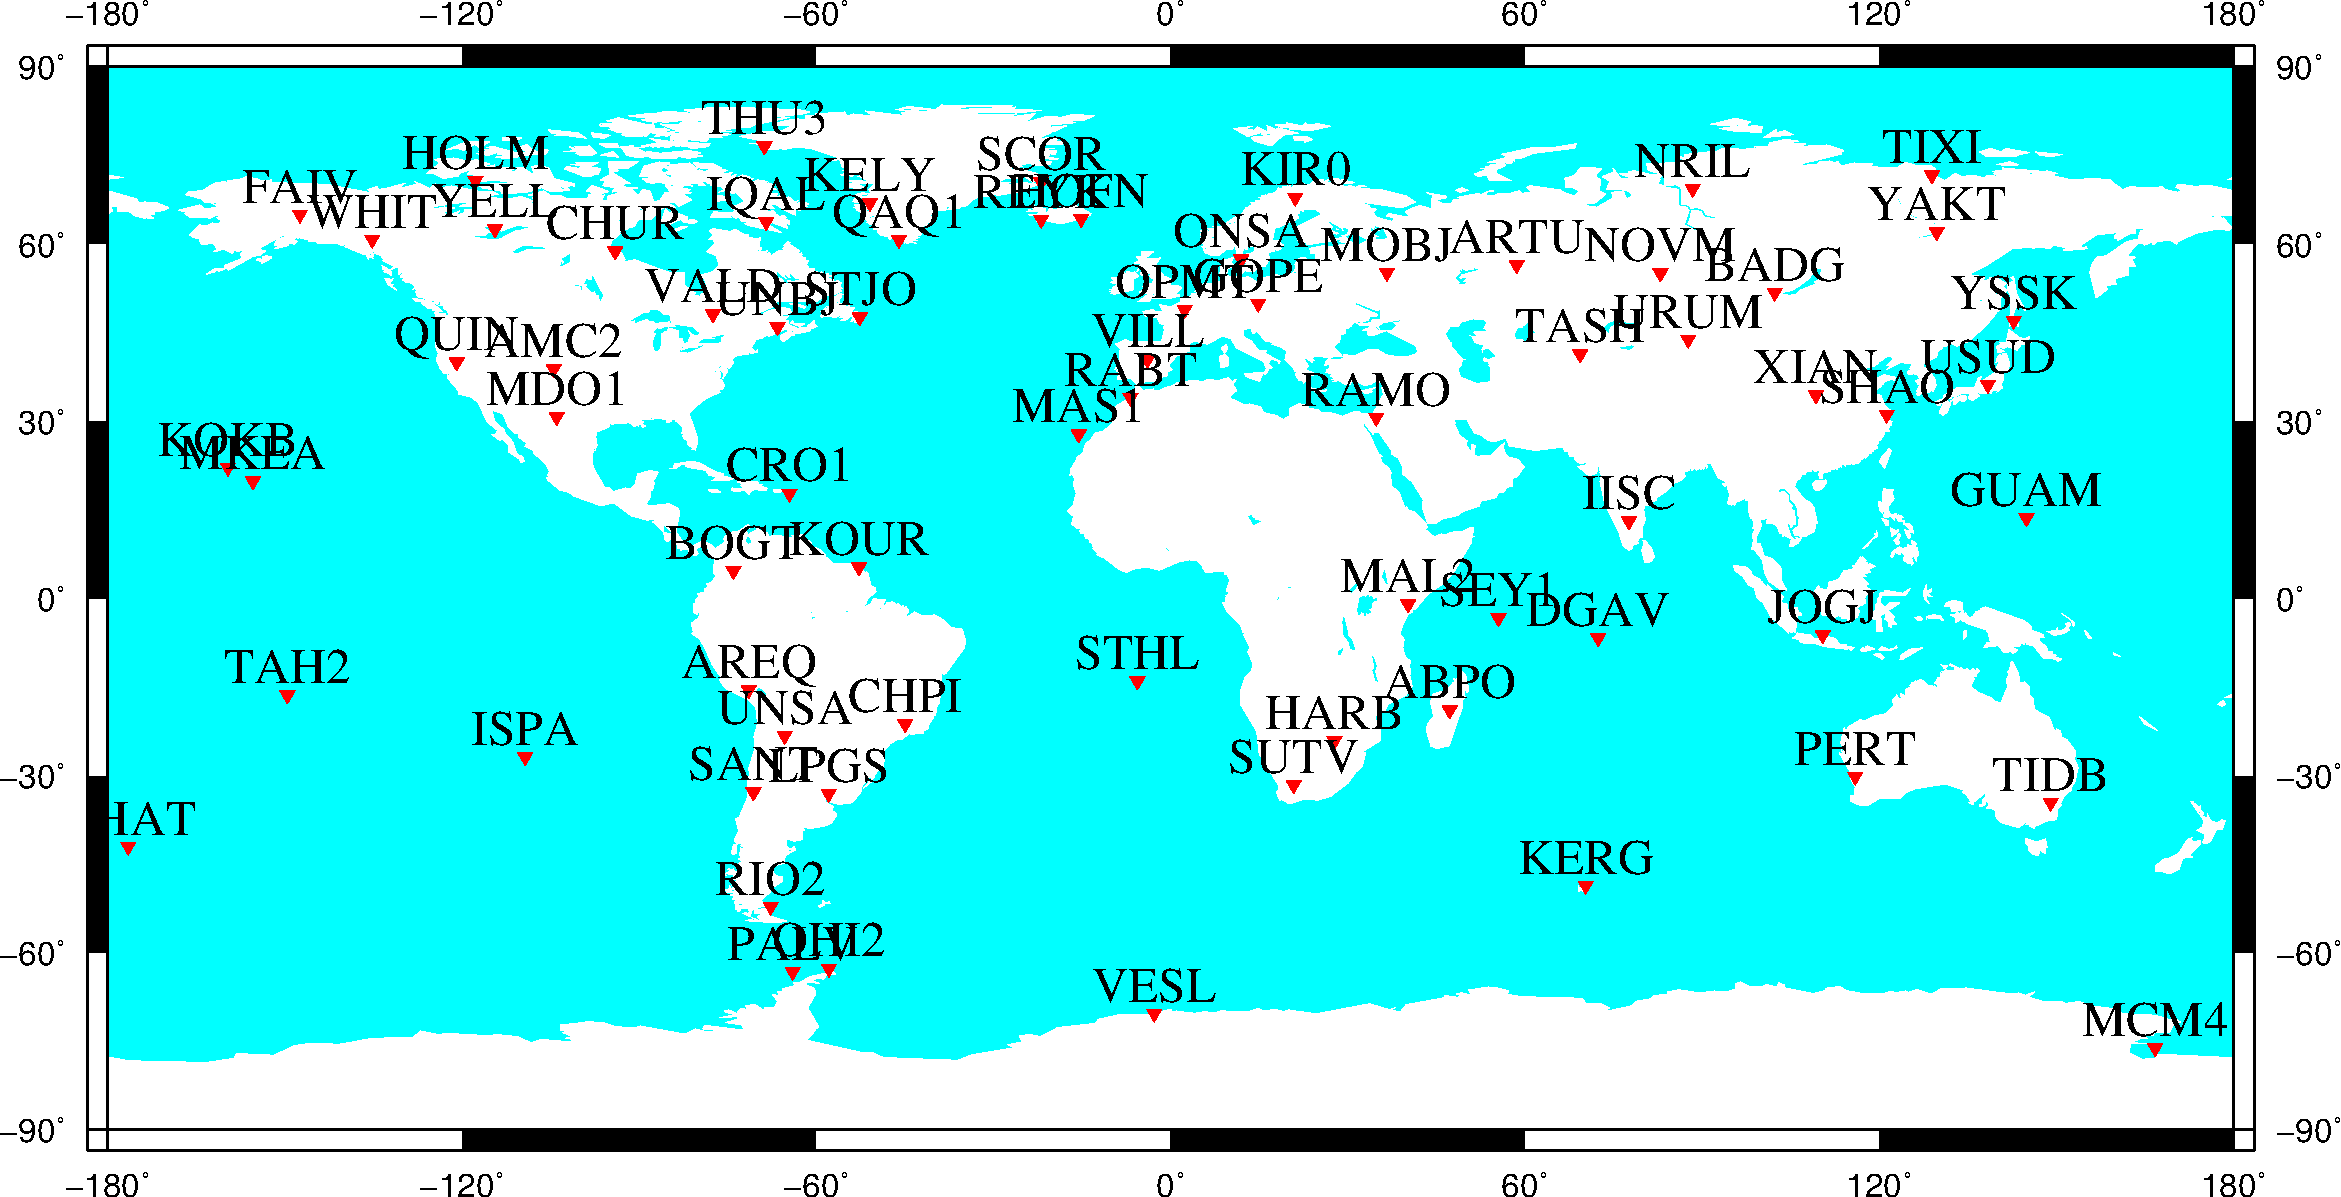 −180° −120° −60° 0° 60° 120° 180°
90° 90°
THU3
HOLM SCOR KIR0 NRIL TIXI
FAIV WHIT YELL CHUR IQAL KELY QAQ1 REYK HOFN YAKT
60° ONSA MOBJ ARTU NOVM BADG 60°
VALD UNBJ STJO OPMT GOPE YSSK
QUIN AMC2 VILL TASH URUM
MDO1 RABT RAMO XIAN SHAO USUD
30° MAS1 30°
KOKB MKEA CRO1 IISC GUAM
BOGT KOUR
0° MAL2 SEY1 DGAV JOGJ 0°
TAH2 AREQ STHL
UNSA CHPI HARB ABPO
ISPA SUTV PERT
−30° SANT LPGS TIDB −30°
HAT
RIO2 KERG
−60° PALV OHI2 −60°
VESL
MCM4
−90° −90°
−180° −120° −60° 0° 60° 120° 180°